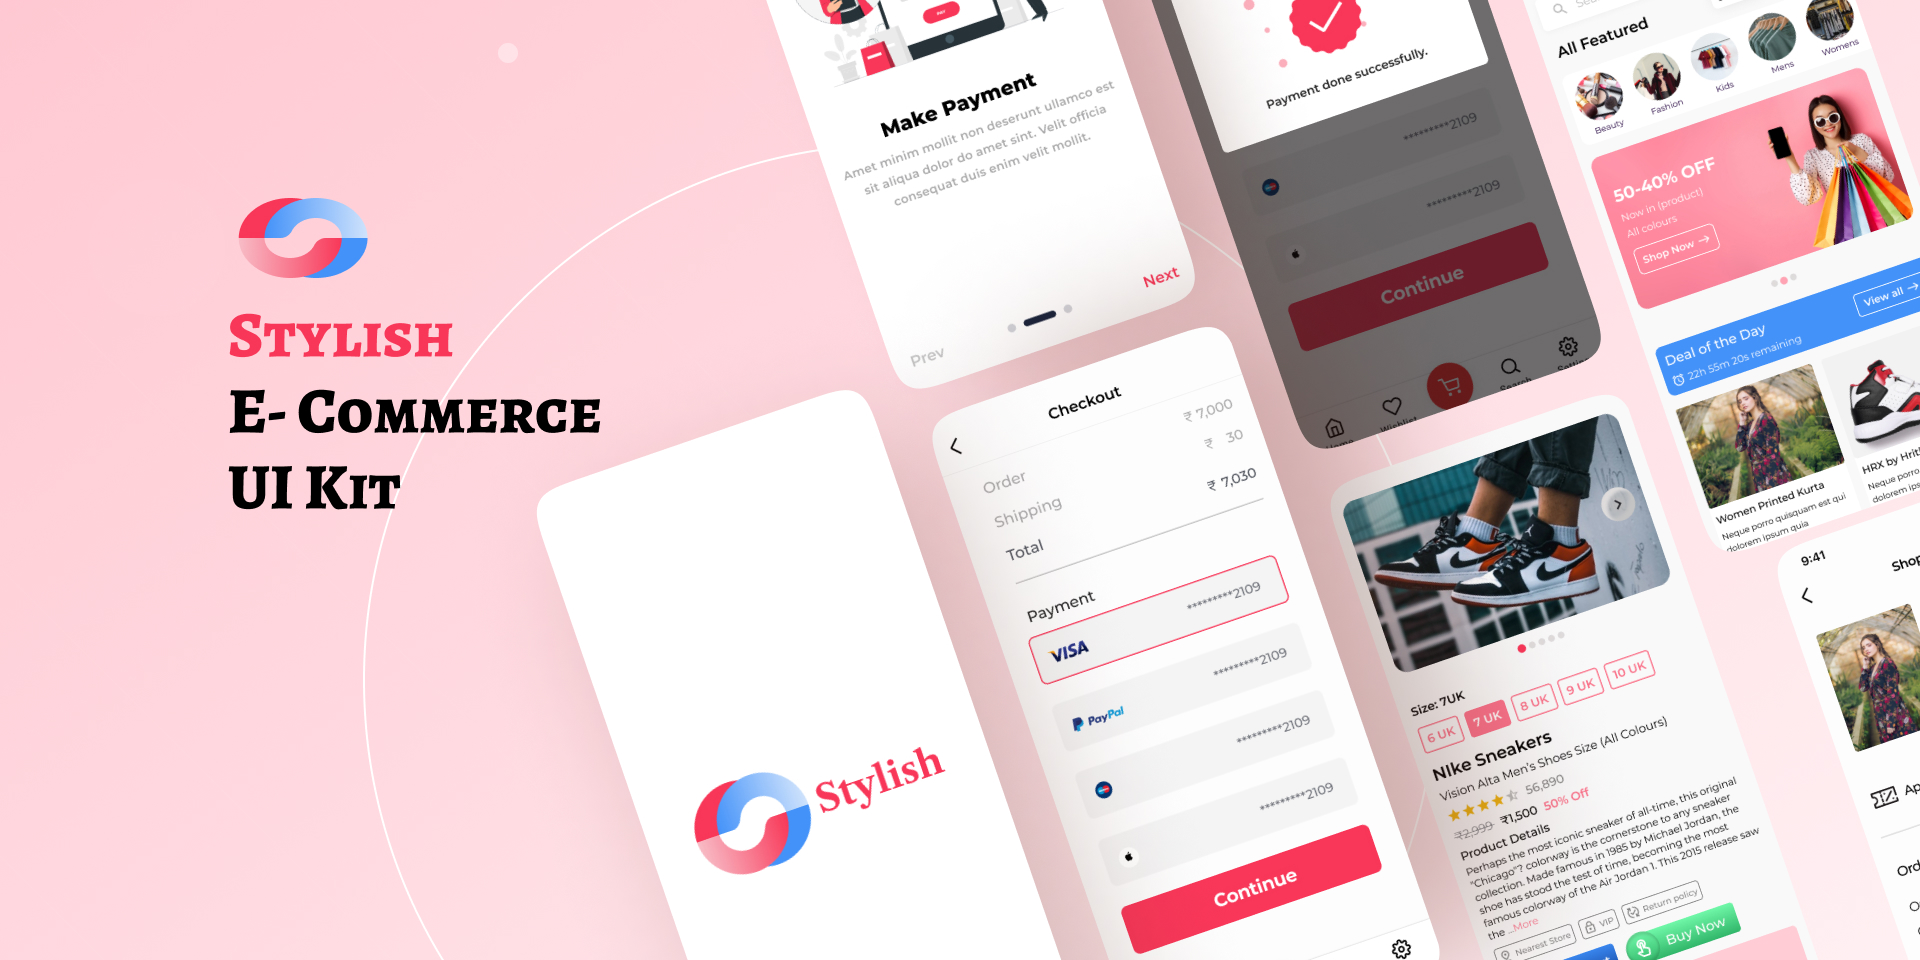 Stylish
E- Commerce
UI Kit
Stylish
Make Payment
Amet minim mollit non deserunt ullamco est
sit aliqua dolor do amet sint. Velit officia
consequat duis enim velit mollit.
Prev
Next
Checkout
Order ₹ 7,000
Shipping ₹ 30
Total ₹ 7,030
Payment
VISA *********2109
PayPal *********2109
*********2109
*********2109
Continue
Payment done successfully.
*********2109
*********2109
Continue
Home
Wishlist
Search
Size: 7UK
6 UK
7 UK
8 UK
9 UK
10 UK
NIke Sneakers
Vision Alta Men's Shoes Size (All Colours)
56,890
₹2,999 ₹1,500 50% Off
Product Details
Perhaps the most iconic sneaker of all-time, this original
"Chicago"? colorway is the cornerstone to any sneaker
collection. Made famous in 1985 by Michael Jordan, the
shoe has stood the test of time, becoming the most
famous colorway of the Air Jordan 1. This 2015 release saw
the ...More
Nearest Store
VIP
Return policy
Buy Now
All Featured
Beauty
Fashion
Kids
Mens
Womens
50-40% OFF
Now in (product)
All colours
Shop Now
Deal of the Day
22h 55m 20s remaining
View all
Women Printed Kurta
Neque porro quisquam est qui
dolorem ipsum quia
HRX by
Neque porro
dolorem
9:41